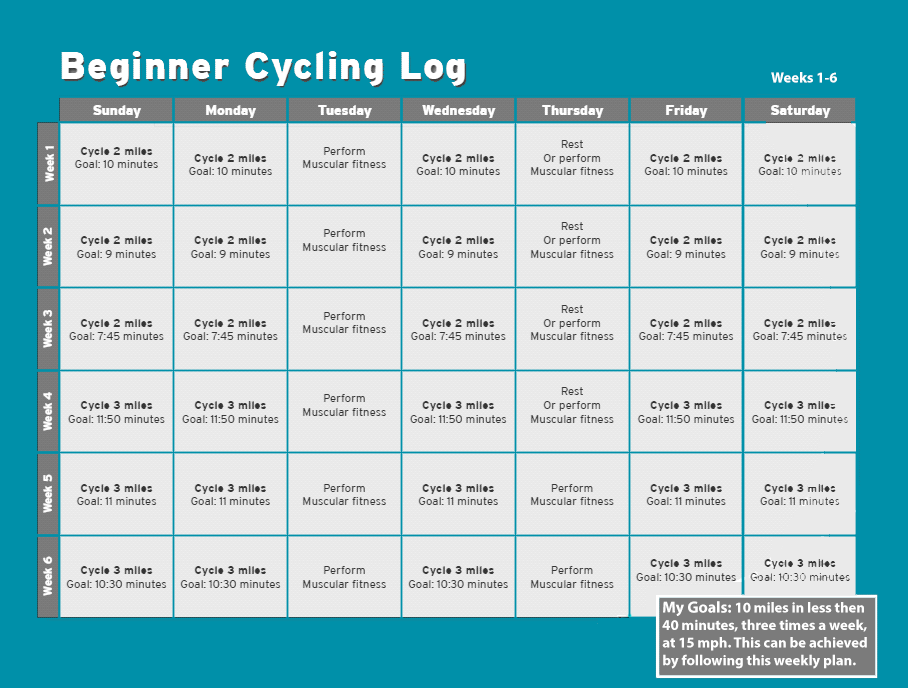 Beginner Cycling Log
Weeks 1-6
Sunday Monday Tuesday Wednesday Thursday Friday Saturday
Week 1
Cycle 2 miles
Goal: 10 minutes
Cycle 2 miles
Goal: 10 minutes
Perform
Muscular fitness
Cycle 2 miles
Goal: 10 minutes
Rest
Or perform
Muscular fitness
Cycle 2 miles
Goal: 10 minutes
Cycle 2 miles
Goal: 10 minutes
Week 2
Cycle 2 miles
Goal: 9 minutes
Cycle 2 miles
Goal: 9 minutes
Perform
Muscular fitness
Cycle 2 miles
Goal: 9 minutes
Rest
Or perform
Muscular fitness
Cycle 2 miles
Goal: 9 minutes
Cycle 2 miles
Goal: 9 minutes
Week 3
Cycle 2 miles
Goal: 7:45 minutes
Cycle 2 miles
Goal: 7:45 minutes
Perform
Muscular fitness
Cycle 2 miles
Goal: 7:45 minutes
Rest
Or perform
Muscular fitness
Cycle 2 miles
Goal: 7:45 minutes
Cycle 2 miles
Goal: 7:45 minutes
Week 4
Cycle 3 miles
Goal: 11:50 minutes
Cycle 3 miles
Goal: 11:50 minutes
Perform
Muscular fitness
Cycle 3 miles
Goal: 11:50 minutes
Rest
Or perform
Muscular fitness
Cycle 3 miles
Goal: 11:50 minutes
Cycle 3 miles
Goal: 11:50 minutes
Week 5
Cycle 3 miles
Goal: 11 minutes
Cycle 3 miles
Goal: 11 minutes
Perform
Muscular fitness
Cycle 3 miles
Goal: 11 minutes
Perform
Muscular fitness
Cycle 3 miles
Goal: 11 minutes
Cycle 3 miles
Goal: 11 minutes
Week 6
Cycle 3 miles
Goal: 10:30 minutes
Cycle 3 miles
Goal: 10:30 minutes
Perform
Muscular fitness
Cycle 3 miles
Goal: 10:30 minutes
Perform
Muscular fitness
Cycle 3 miles
Goal: 10:30 minutes
Cycle 3 miles
Goal: 10:30 minutes
My Goals: 10 miles in less then
40 minutes, three times a week,
at 15 mph. This can be achieved
by following this weekly plan.